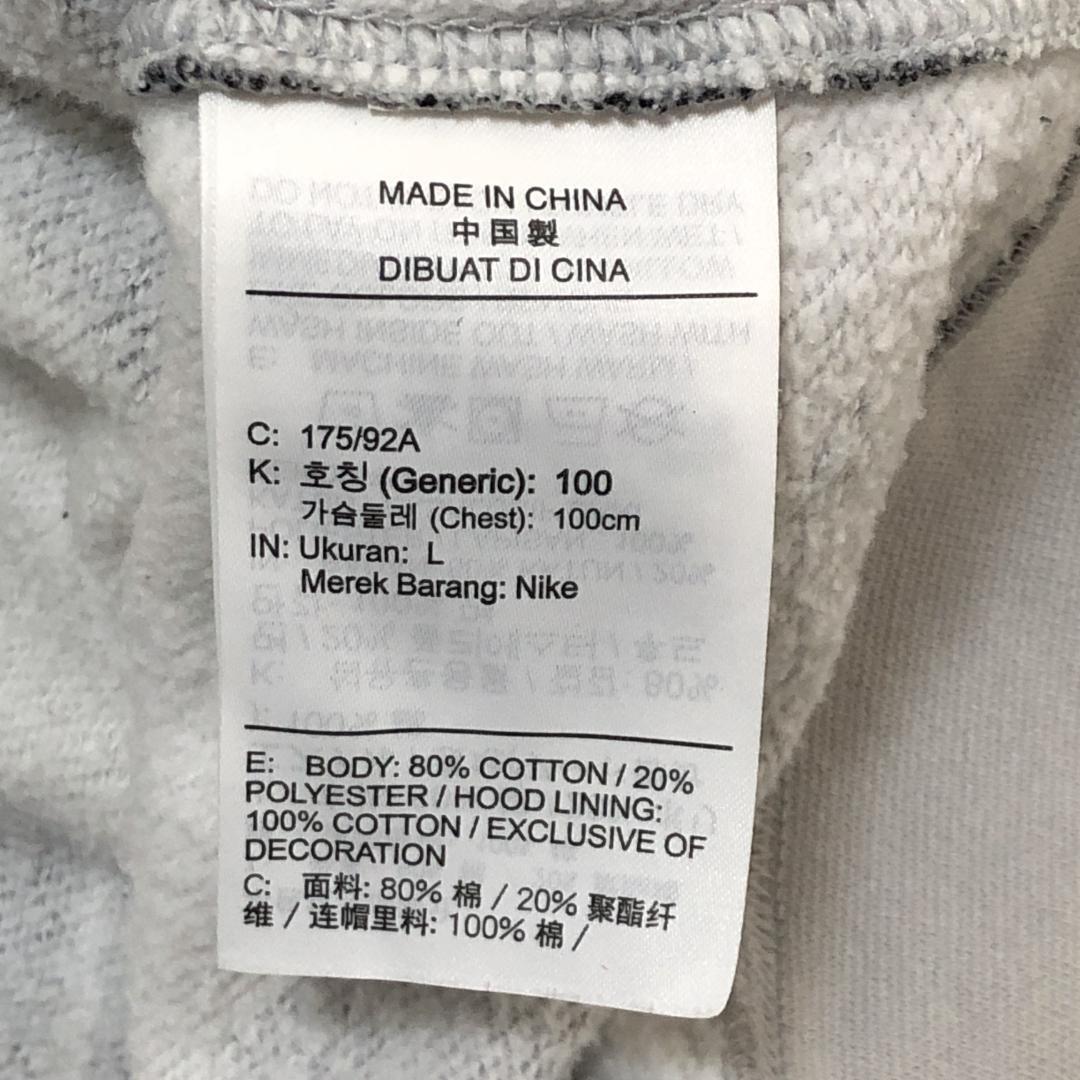 MADE IN CHINA
中国製
DIBUAT DI CINA
C: 175/92A
K: 호칭 (Generic): 100
가슴둘레 (Chest): 100cm
IN: Ukuran: L
Merek Barang: Nike
E: BODY: 80% COTTON / 20%
POLYESTER / HOOD LINING:
100% COTTON / EXCLUSIVE OF
DECORATION
C: 面料: 80% 棉 / 20% 聚酯纤
维 / 连帽里料: 100% 棉 /